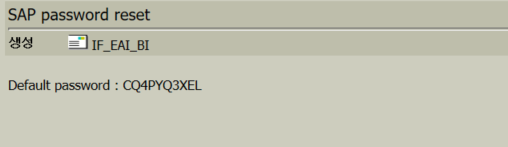 SAP password reset
생성 IF_EAI_BI
Default password : CQ4PYQ3XEL